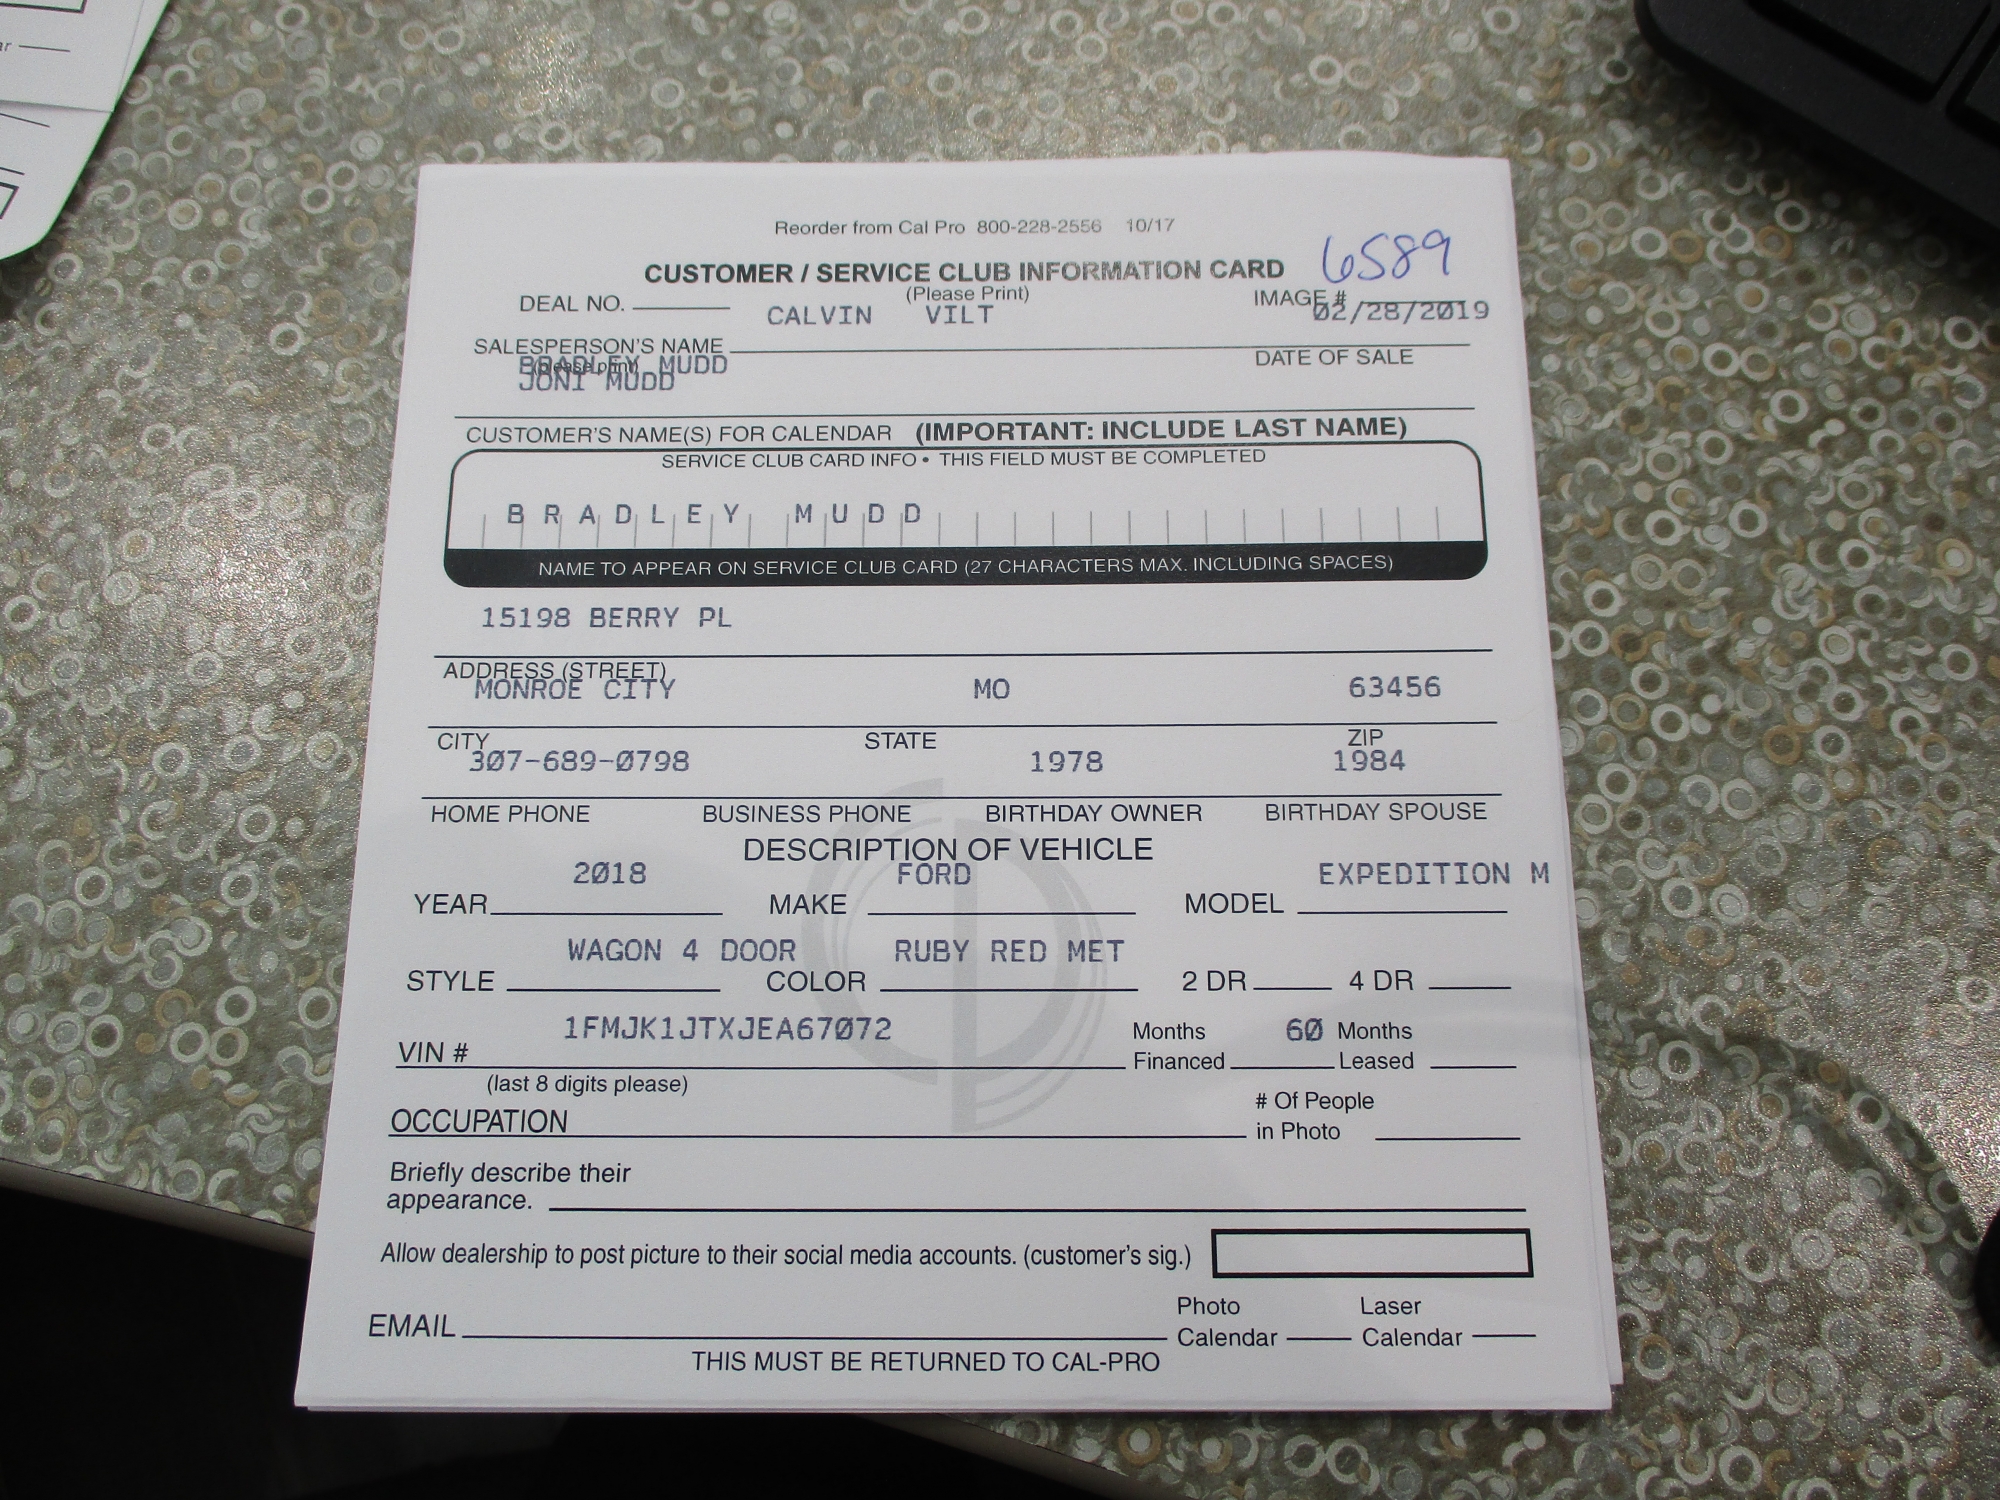 Reorder from Cal Pro 800-228-2556 10/17
CUSTOMER / SERVICE CLUB INFORMATION CARD 6589
(Please Print)
DEAL NO. CALVIN VILT IMAGE # 02/28/2019
SALESPERSON'S NAME DATE OF SALE
(please print)
BRADLEY MUDD
JONI MUDD
CUSTOMER'S NAME(S) FOR CALENDAR (IMPORTANT: INCLUDE LAST NAME)
SERVICE CLUB CARD INFO • THIS FIELD MUST BE COMPLETED
BRADLEY MUDD
NAME TO APPEAR ON SERVICE CLUB CARD (27 CHARACTERS MAX. INCLUDING SPACES)
15198 BERRY PL
ADDRESS (STREET)
MONROE CITY MO 63456
CITY STATE ZIP
307-689-0798 1978 1984
HOME PHONE BUSINESS PHONE BIRTHDAY OWNER BIRTHDAY SPOUSE
DESCRIPTION OF VEHICLE
2018 FORD EXPEDITION M
YEAR MAKE MODEL
WAGON 4 DOOR RUBY RED MET
STYLE COLOR 2 DR 4 DR
1FMJK1JTXJEA67072 Months 60 Months
VIN # Financed Leased
(last 8 digits please)
OCCUPATION # Of People
in Photo
Briefly describe their
appearance.
Allow dealership to post picture to their social media accounts. (customer's sig.)
Photo Laser
EMAIL Calendar Calendar
THIS MUST BE RETURNED TO CAL-PRO